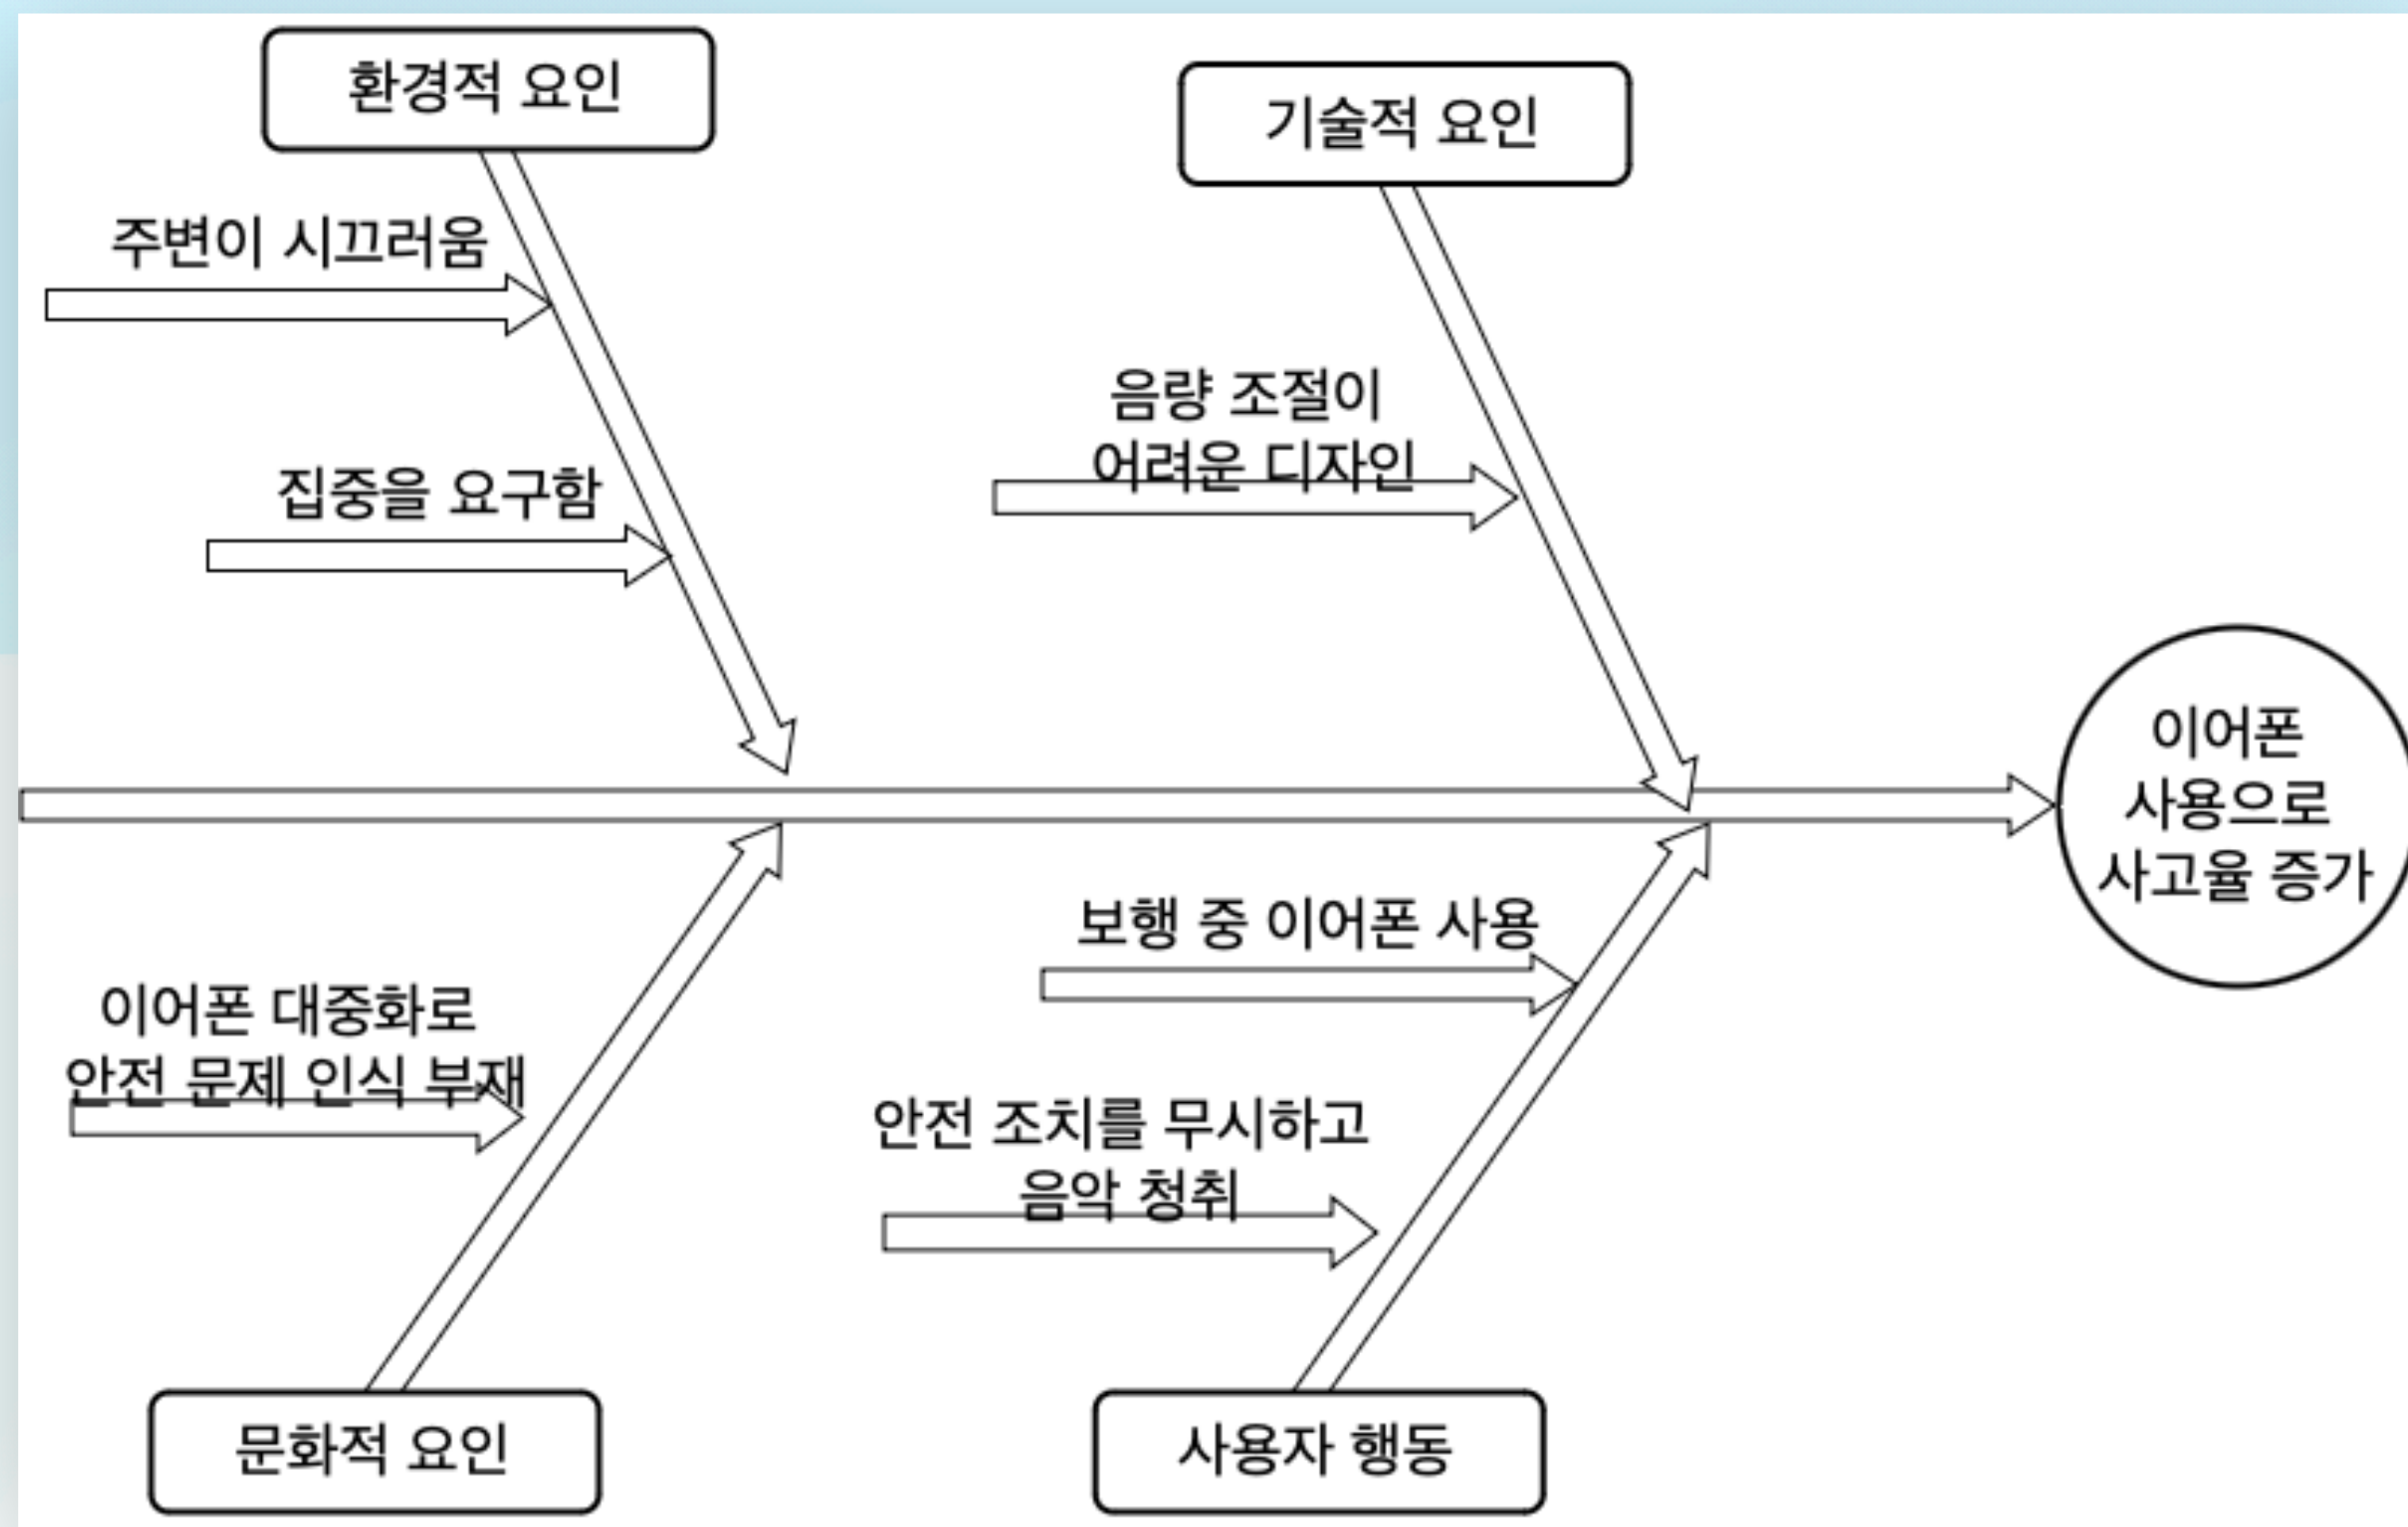 환경적 요인
기술적 요인
주변이 시끄러움
음량 조절이
어려운 디자인
집중을 요구함
이어폰
사용으로
사고율 증가
보행 중 이어폰 사용
이어폰 대중화로
안전 문제 인식 부재
안전 조치를 무시하고
음악 청취
문화적 요인
사용자 행동